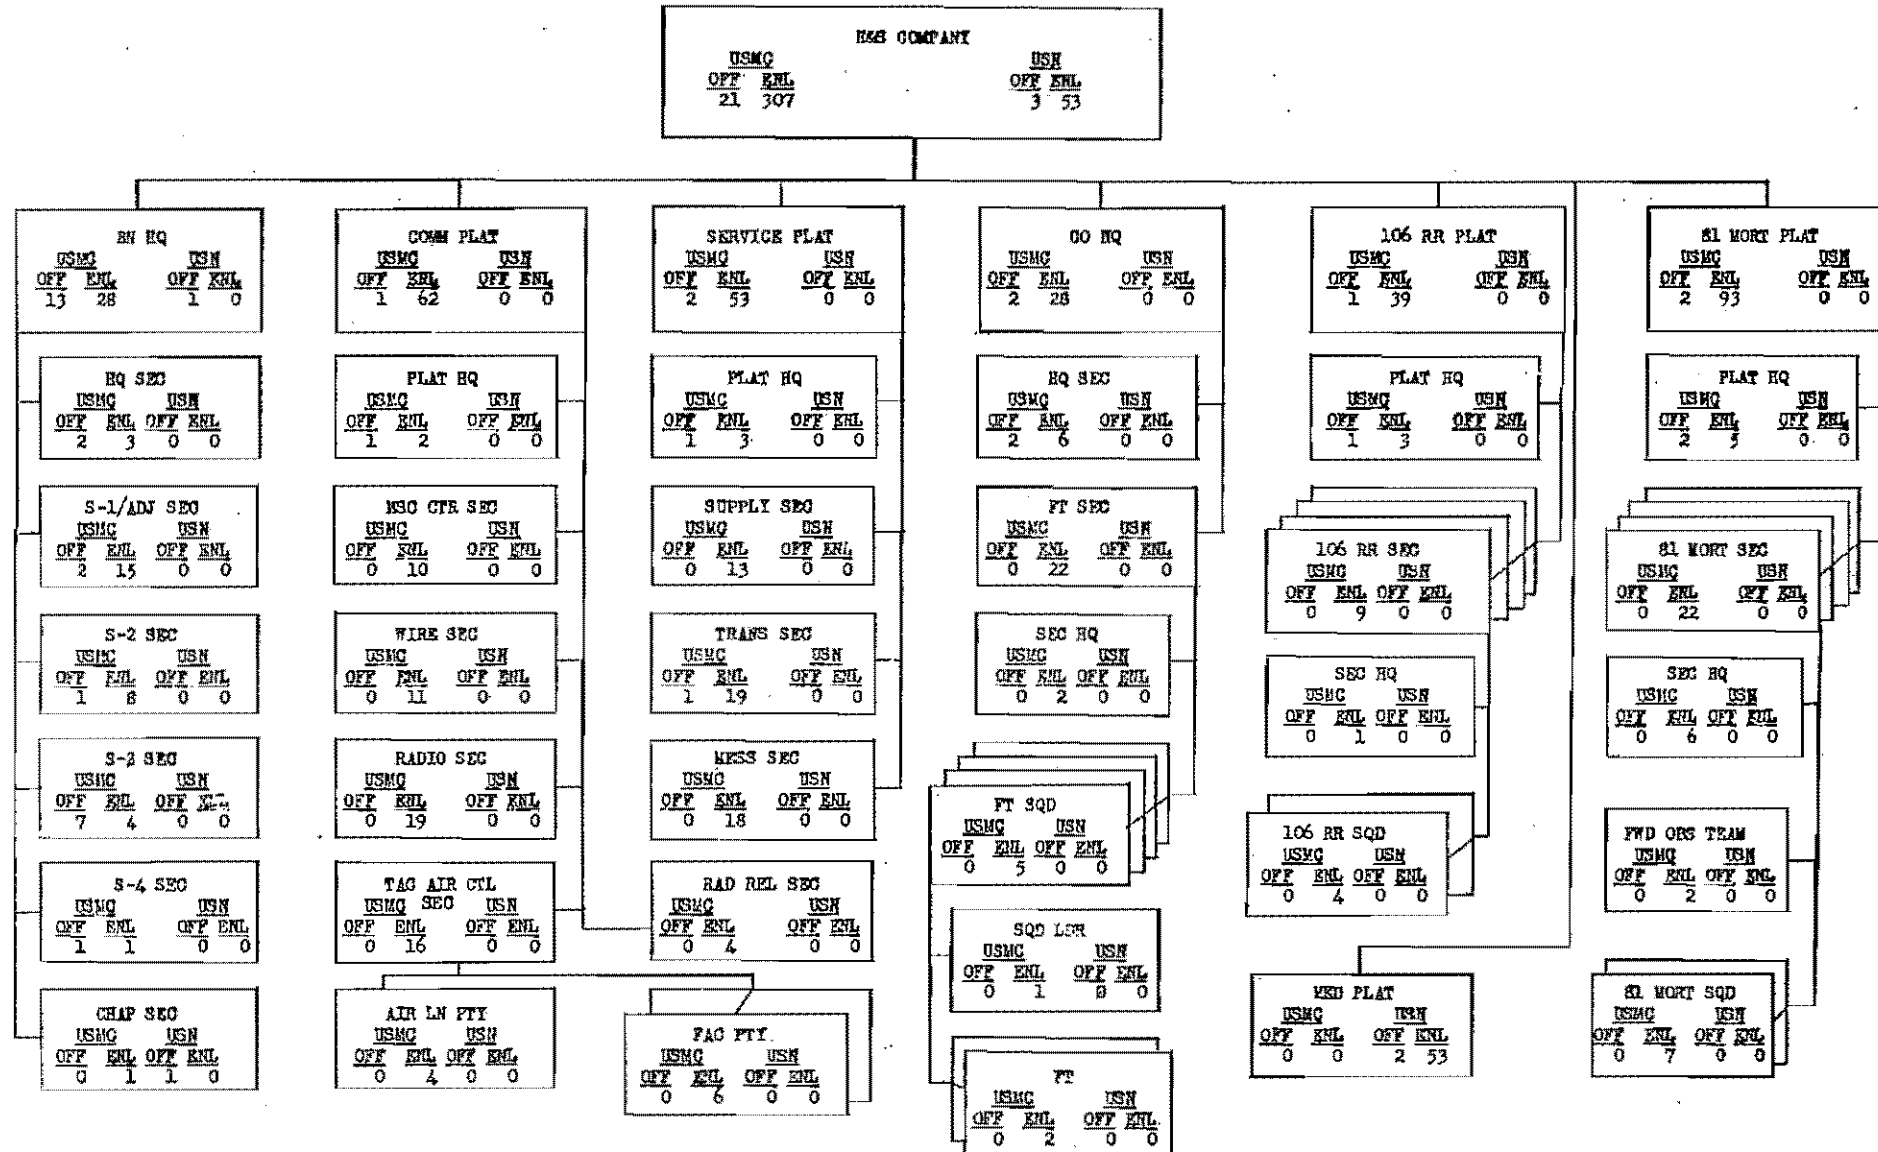 H&S COMPANY
USMC USN
OFF ENL OFF ENL
21 307 3 53
BN HQ
USMC USN
OFF ENL OFF ENL
13 28 1 0
HQ SEC
USMC USN
OFF ENL OFF ENL
2 3 0 0
S-1/ADJ SEC
USMC USN
OFF ENL OFF ENL
2 15 0 0
S-2 SEC
USMC USN
OFF ENL OFF ENL
1 8 0 0
S-3 SEC
USMC USN
OFF ENL OFF
7 4 0 0
S-4 SEC
USMC USN
OFF ENL OFF ENL
1 1 0 0
CHAP SEC
USMC USN
OFF ENL OFF ENL
0 1 1 0
COMM PLAT
USMC USN
OFF ENL OFF ENL
1 62 0 0
PLAT HQ
USMC USN
OFF ENL OFF ENL
1 2 0 0
MSG CTR SEC
USMC USN
OFF ENL OFF ENL
0 10 0 0
WIRE SEC
USMC USN
OFF ENL OFF ENL
0 11 0 0
RADIO SEC
USMC USN
OFF ENL OFF ENL
0 19 0 0
TAC AIR CTL
SEC
USMC USN
OFF ENL OFF ENL
0 16 0 0
AIR LN PTY
USMC USN
OFF ENL OFF ENL
0 4 0 0
SERVICE PLAT
USMC USN
OFF ENL OFF ENL
2 53 0 0
PLAT HQ
USMC USN
OFF ENL OFF ENL
1 3 0 0
SUPPLY SEC
USMC USN
OFF ENL OFF ENL
0 13 0 0
TRANS SEC
USMC USN
OFF ENL OFF ENL
1 19 0 0
MESS SEC
USMC USN
OFF ENL OFF ENL
0 18 0 0
RAD REL SEC
USMC USN
OFF ENL OFF ENL
0 4 0 0
FAC PTY.
USMC USN
OFF ENL OFF ENL
0 6 0 0
CO HQ
USMC USN
OFF ENL OFF ENL
2 28 0 0
HQ SEC
USMC USN
OFF ENL OFF ENL
2 6 0 0
FT SEC
USMC USN
OFF ENL OFF ENL
0 22 0 0
SEC HQ
USMC USN
OFF ENL OFF ENL
0 2 0 0
FT SQD
USMC USN
OFF ENL OFF ENL
0 5 0 0
SQD LDR
USMC USN
OFF ENL OFF ENL
0 1 0 0
FT
USMC USN
OFF ENL OFF ENL
0 2 0 0
106 RR PLAT
USMC USN
OFF ENL OFF ENL
1 39 0 0
PLAT HQ
USMC USN
OFF ENL OFF ENL
1 3 0 0
106 RR SEC
USMC USN
OFF ENL OFF ENL
0 9 0 0
SEC HQ
USMC USN
OFF ENL OFF ENL
0 1 0 0
106 RR SQD
USMC USN
OFF ENL OFF ENL
0 4 0 0
MED PLAT
USMC USN
OFF ENL OFF ENL
0 0 2 53
81 MORT PLAT
USMC USN
OFF ENL OFF ENL
2 93 0 0
PLAT HQ
USMC USN
OFF ENL OFF ENL
2 5 0 0
81 MORT SEC
USMC USN
OFF ENL OFF ENL
0 22 0 0
SEC HQ
USMC USN
OFF ENL OFF ENL
0 6 0 0
FWD OBS TEAM
USMC USN
OFF ENL OFF ENL
0 2 0 0
81 MORT SQD
USMC USN
OFF ENL OFF ENL
0 7 0 0